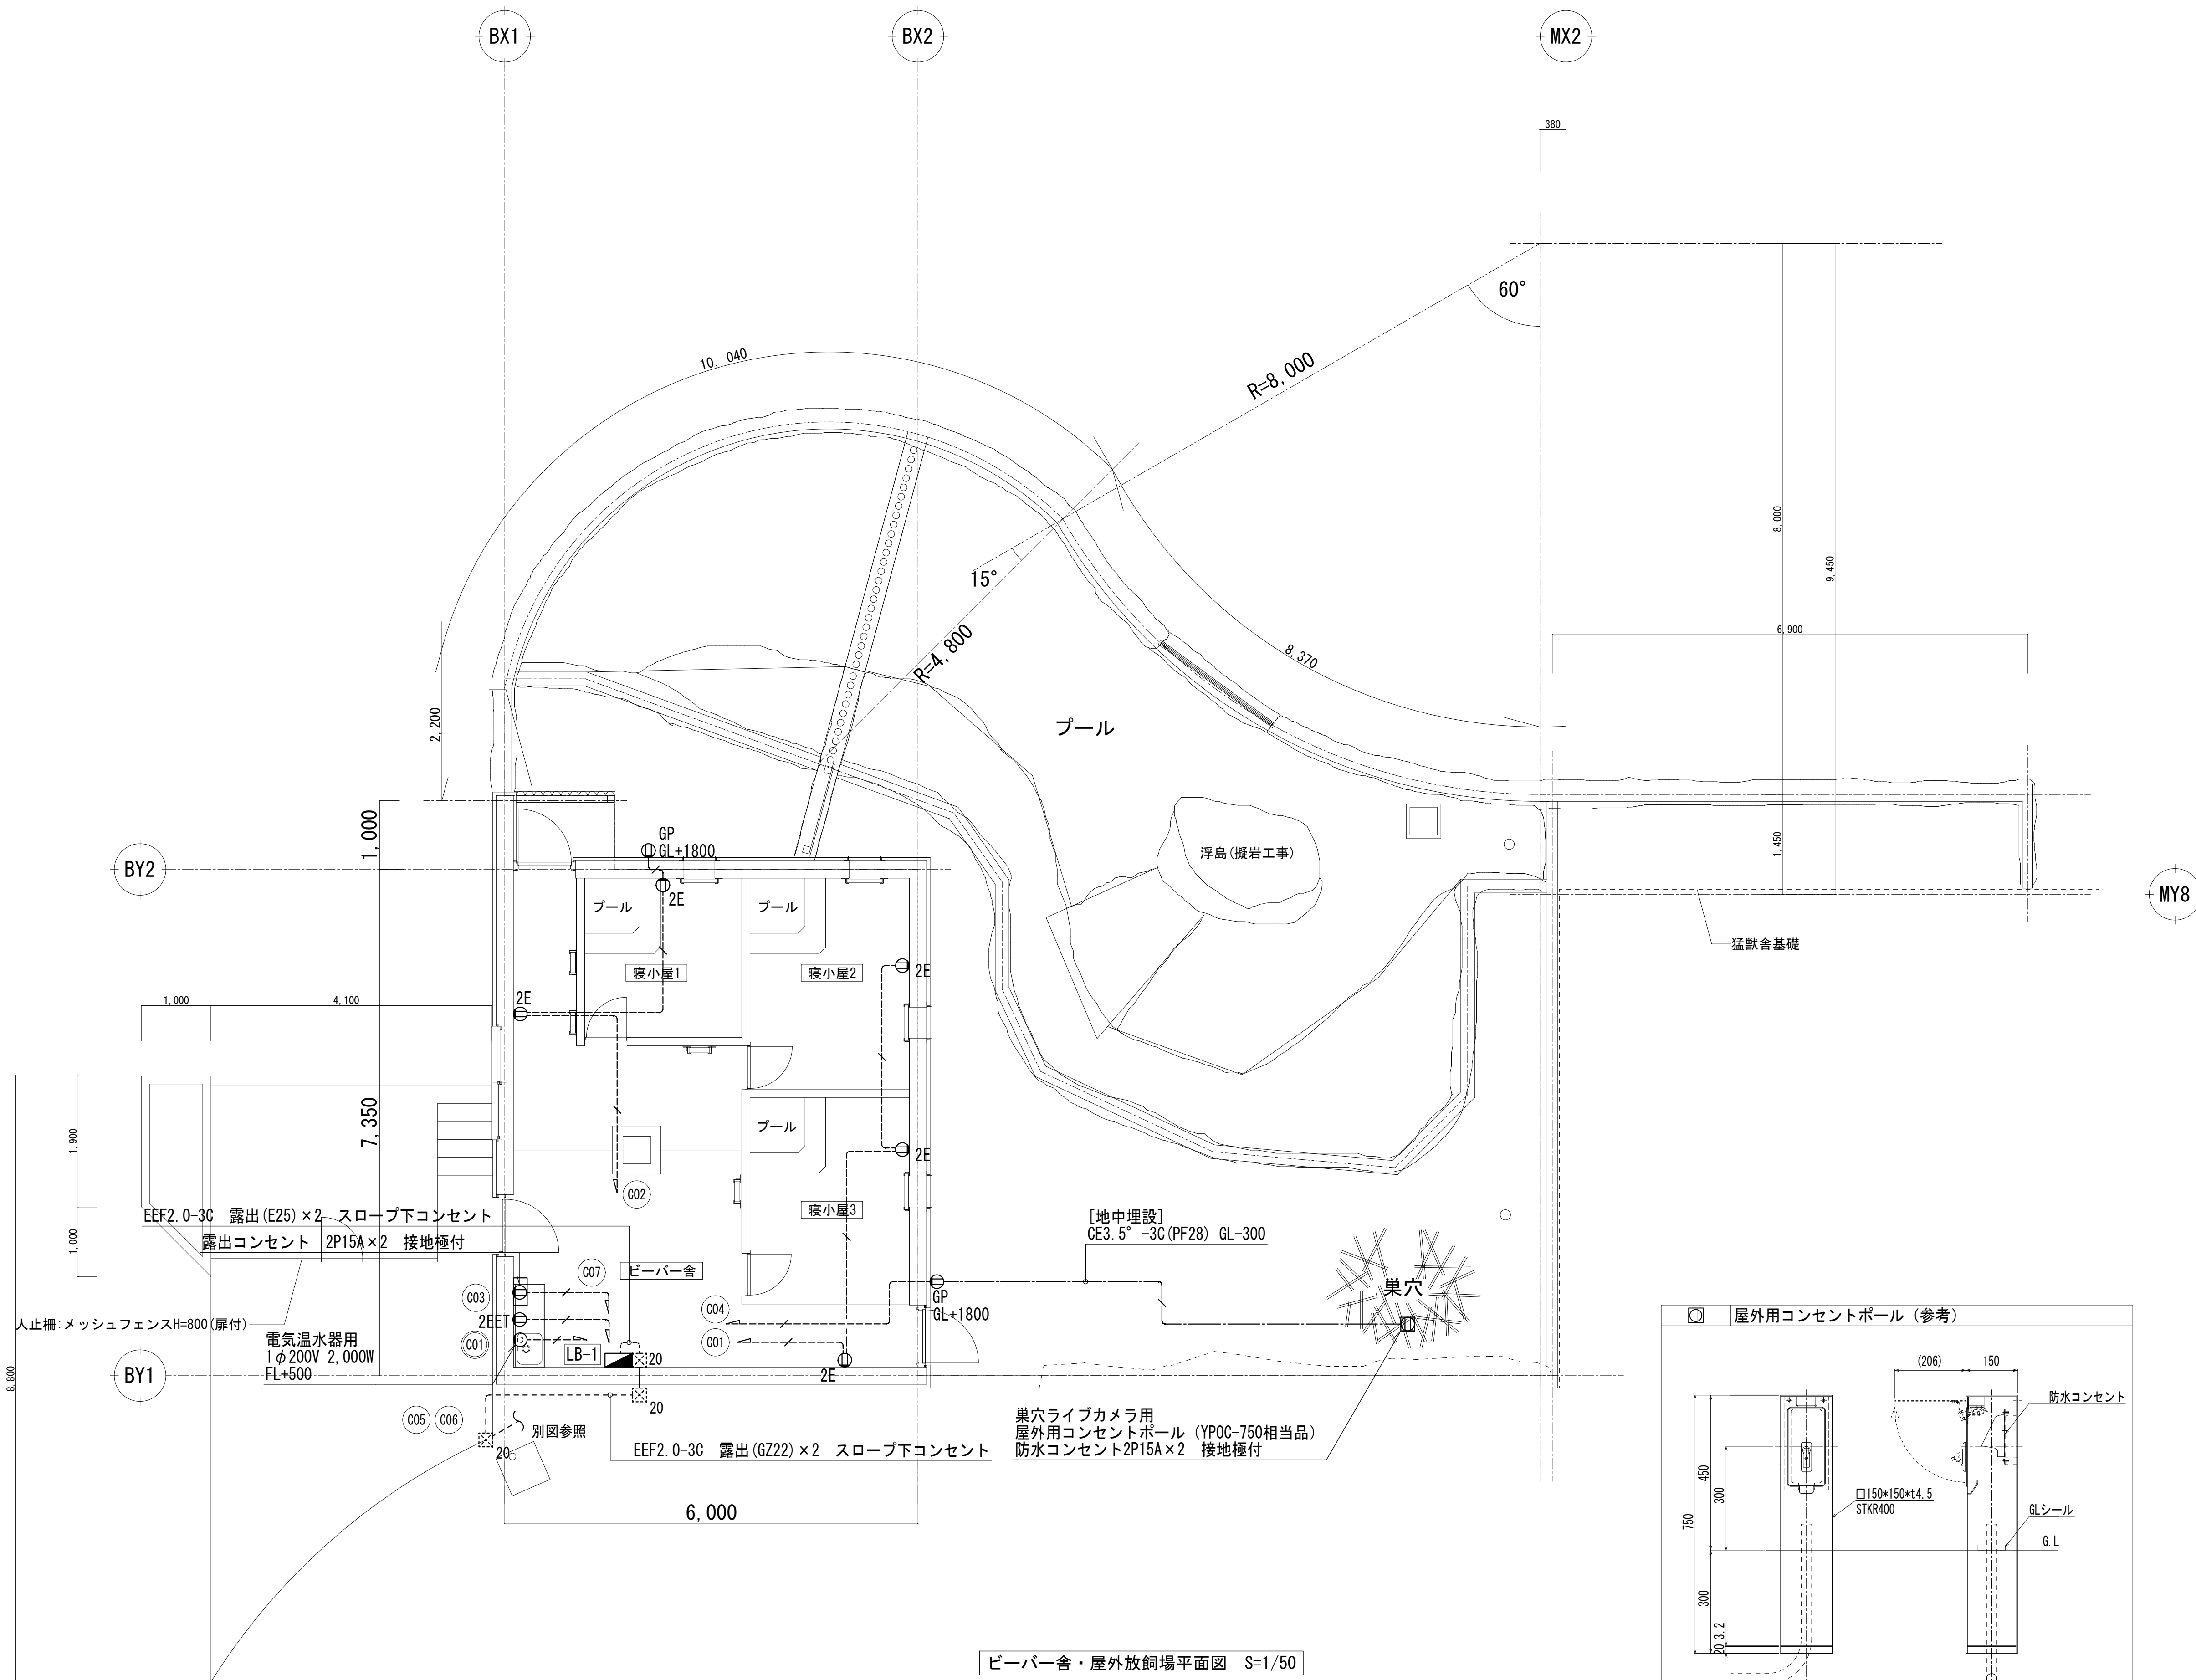 BX1
BX2
MX2
380
60°
10,040
R=8,000
15°
8,000
9,450
6,900
R=4,800
8,370
2,200
プール
1,000
GP
GL+1800
浮島(擬岩工事)
1,450
BY2
MY8
2E
プール
プール
猛獣舎基礎
寝小屋1
寝小屋2
2E
1,000
4,100
2E
7,350
1,900
プール
2E
C02
EEF2.0-3C 露出(E25)×2 スロープ下コンセント
寝小屋3
[地中埋設]
CE3.5°-3C(PF28) GL-300
1,000
露出コンセント 2P15A×2 接地極付
C07
ビーバー舎
巣穴
C03
GP
GL+1800
C04
人止柵:メッシュフェンスH=800(扉付)
2EET
C01
C01
電気温水器用
1φ200V 2,000W
FL+500
LB-1
20
2E
BY1
8,800
20
C05
C06
別図参照
20
EEF2.0-3C 露出(GZ22)×2 スロープ下コンセント
巣穴ライブカメラ用
屋外用コンセントポール (YPOC-750相当品)
防水コンセント2P15A×2 接地極付
6,000
屋外用コンセントポール (参考)
(206)
150
防水コンセント
450
300
750
□150*150*t4.5
STKR400
GLシール
G.L
300
3.2
20
ビーバー舎・屋外放飼場平面図 S=1/50